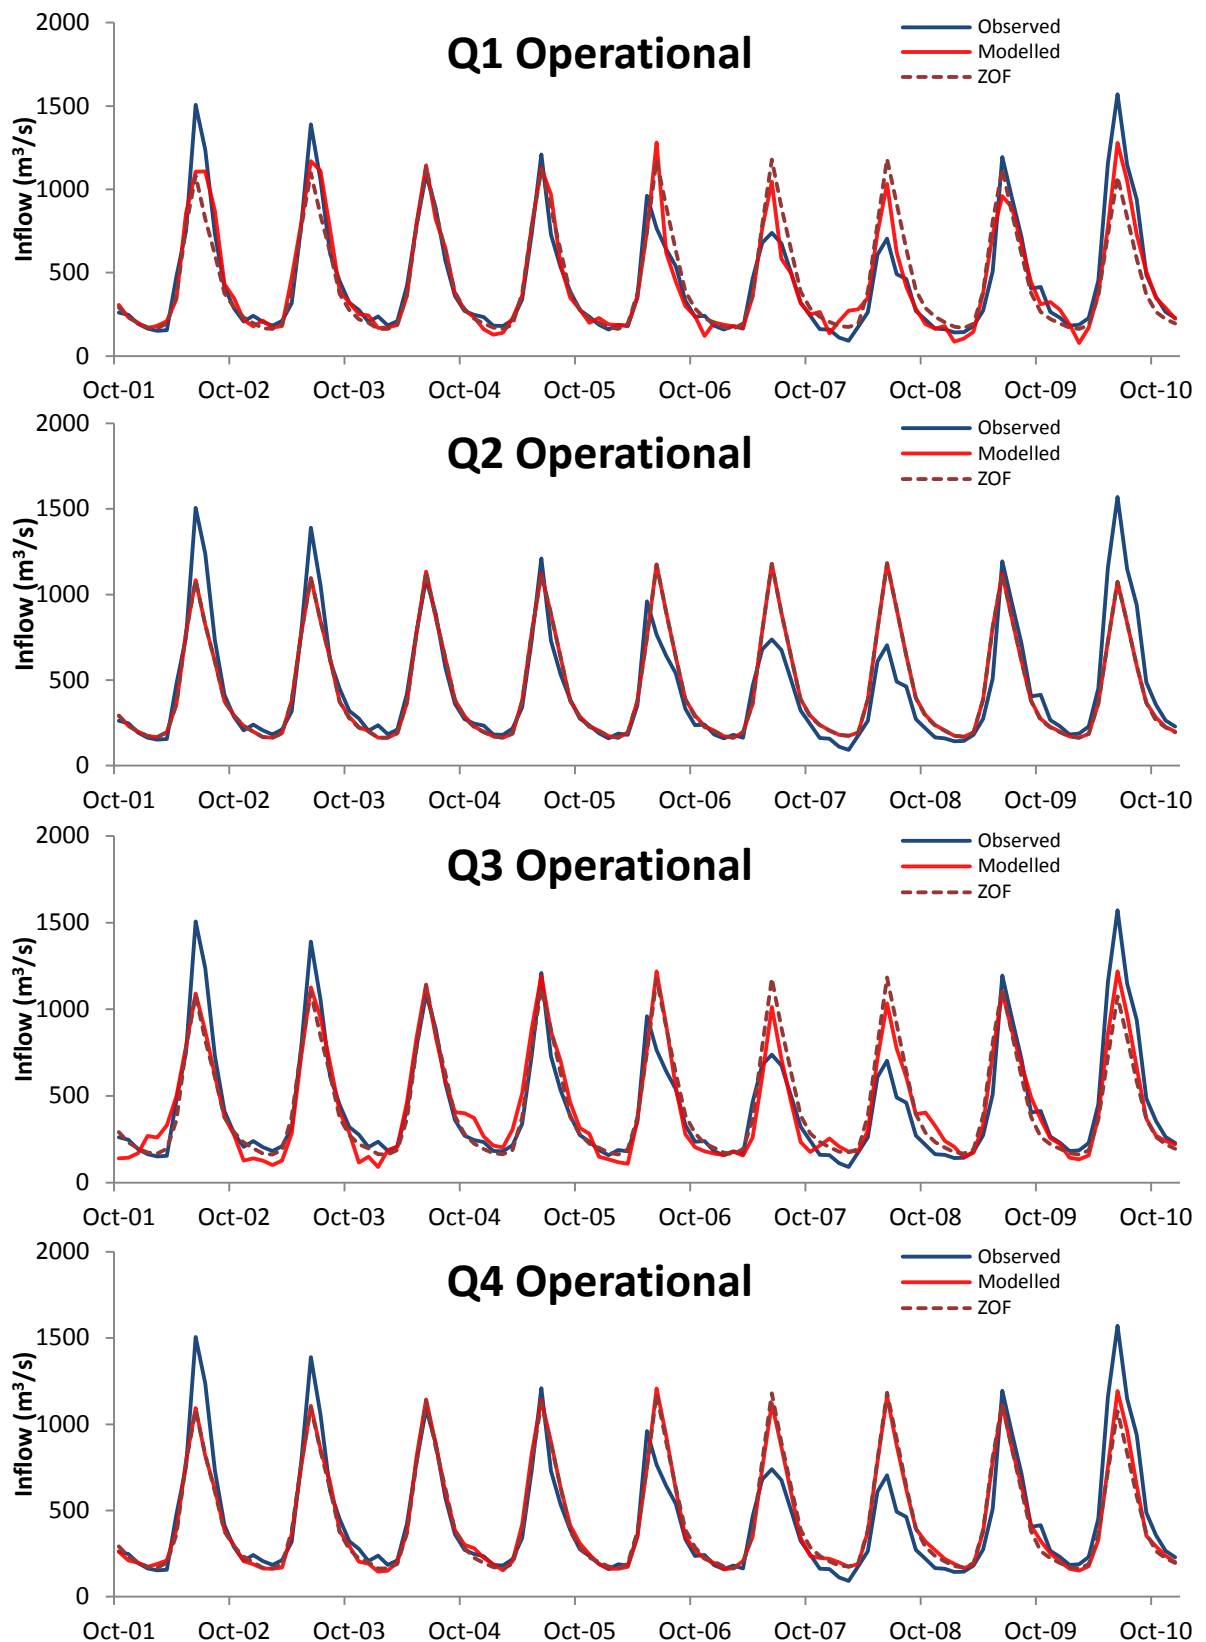 2000
Q1 Operational
Observed
Modelled
ZOF
1500
1000
500
0
Inflow (m³/s)
Oct-01 Oct-02 Oct-03 Oct-04 Oct-05 Oct-06 Oct-07 Oct-08 Oct-09 Oct-10
2000
Q2 Operational
Observed
Modelled
ZOF
1500
1000
500
0
Inflow (m³/s)
Oct-01 Oct-02 Oct-03 Oct-04 Oct-05 Oct-06 Oct-07 Oct-08 Oct-09 Oct-10
2000
Q3 Operational
Observed
Modelled
ZOF
1500
1000
500
0
Inflow (m³/s)
Oct-01 Oct-02 Oct-03 Oct-04 Oct-05 Oct-06 Oct-07 Oct-08 Oct-09 Oct-10
2000
Q4 Operational
Observed
Modelled
ZOF
1500
1000
500
0
Inflow (m³/s)
Oct-01 Oct-02 Oct-03 Oct-04 Oct-05 Oct-06 Oct-07 Oct-08 Oct-09 Oct-10